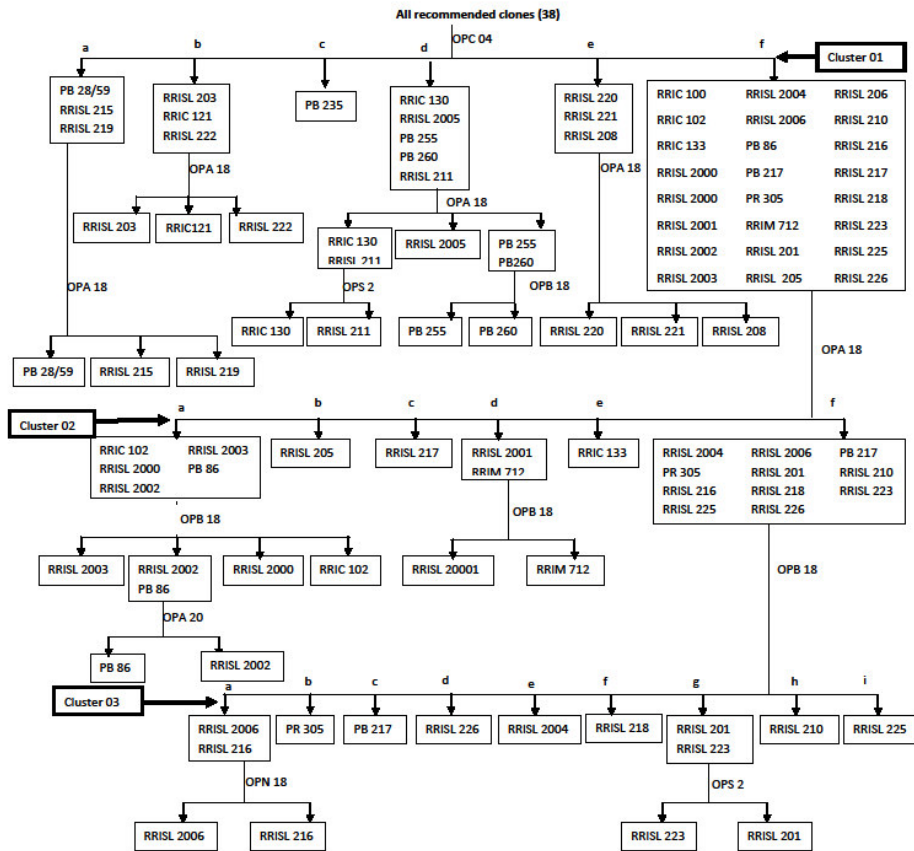 All recommended clones (38)
OPC 04
a
b
c
d
e
f
Cluster 01
PB 28/59
RRISL 215
RRISL 219
RRISL 203
RRIC 121
RRISL 222
PB 235
RRIC 130
RRISL 2005
PB 255
PB 260
RRISL 211
RRISL 220
RRISL 221
RRISL 208
RRIC 100 RRISL 2004 RRISL 206
RRIC 102 RRISL 2006 RRISL 210
RRIC 133 PB 86 RRISL 216
RRISL 2000 PB 217 RRISL 217
RRISL 2000 PR 305 RRISL 218
RRISL 2001 RRIM 712 RRISL 223
RRISL 2002 RRISL 201 RRISL 225
RRISL 2003 RRISL 205 RRISL 226
OPA 18
OPA 18
OPA 18
RRISL 203
RRIC121
RRISL 222
RRIC 130
RRISL 211
RRISL 2005
PB 255
PB260
OPA 18
OPS 2
OPB 18
RRIC 130
RRISL 211
PB 255
PB 260
RRISL 220
RRISL 221
RRISL 208
OPA 18
PB 28/59
RRISL 215
RRISL 219
Cluster 02
a
b
c
d
e
f
RRIC 102 RRISL 2003
RRISL 2000 PB 86
RRISL 2002
RRISL 205
RRISL 217
RRISL 2001
RRIM 712
RRIC 133
RRISL 2004 RRISL 2006 PB 217
PR 305 RRISL 201 RRISL 210
RRISL 216 RRISL 218 RRISL 223
RRISL 225 RRISL 226
OPB 18
OPB 18
OPB 18
RRISL 2003
RRISL 2002
PB 86
RRISL 2000
RRIC 102
RRISL 20001
RRIM 712
OPA 20
PB 86
RRISL 2002
Cluster 03
a
b
c
d
e
f
g
h
i
RRISL 2006
RRISL 216
PR 305
PB 217
RRISL 226
RRISL 2004
RRISL 218
RRISL 201
RRISL 223
RRISL 210
RRISL 225
OPN 18
OPS 2
RRISL 2006
RRISL 216
RRISL 223
RRISL 201